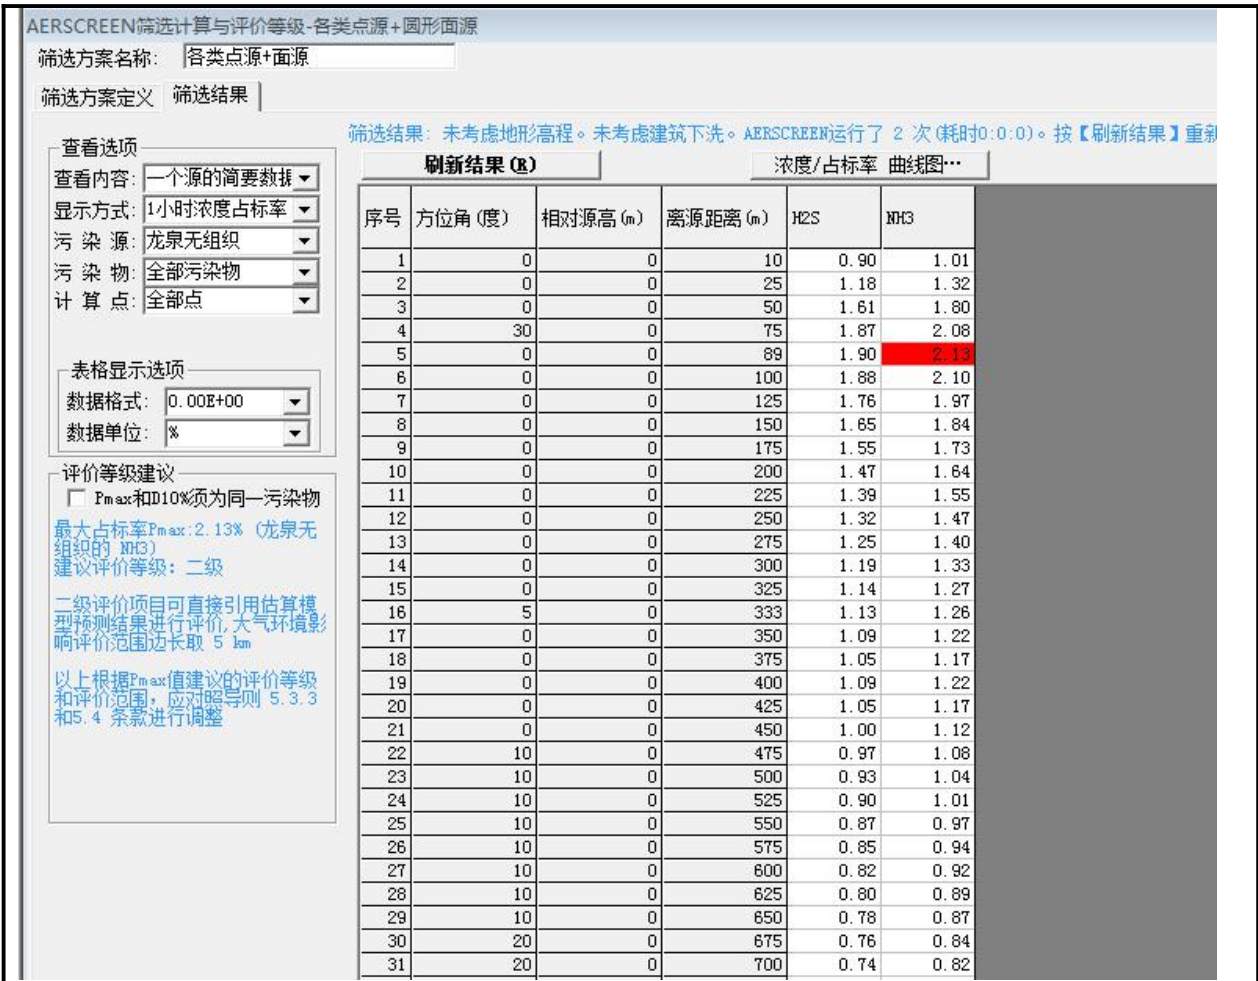 AERSCREEN筛选计算与评价等级-各类点源+圆形面源
筛选方案名称: 各类点源+面源
筛选方案定义 筛选结果
筛选结果: 未考虑地形高程。未考虑建筑下洗。AERSCREEN运行了 2 次(耗时0:0:0)。按【刷新结果】重新
刷新结果(R) 浓度/占标率 曲线图…
查看选项
查看内容: 一个源的简要数据
显示方式: 1小时浓度占标率
污 染 源: 龙泉无组织
污 染 物: 全部污染物
计 算 点: 全部点
表格显示选项
数据格式: 0.00E+00
数据单位: %
评价等级建议
Pmax和D10%须为同一污染物
最大占标率Pmax:2.13% (龙泉无
组织的 NH3)
建议评价等级: 二级
二级评价项目可直接引用估算模
型预测结果进行评价,大气环境影
响评价范围边长取 5 km
以上根据Pmax值建议的评价等级
和评价范围，应对照导则 5.3.3
和5.4 条款进行调整
序号 方位角(度) 相对源高(m) 离源距离(m) H2S NH3
1 0 0 10 0.90 1.01
2 0 0 25 1.18 1.32
3 0 0 50 1.61 1.80
4 30 0 75 1.87 2.08
5 0 0 89 1.90 2.13
6 0 0 100 1.88 2.10
7 0 0 125 1.76 1.97
8 0 0 150 1.65 1.84
9 0 0 175 1.55 1.73
10 0 0 200 1.47 1.64
11 0 0 225 1.39 1.55
12 0 0 250 1.32 1.47
13 0 0 275 1.25 1.40
14 0 0 300 1.19 1.33
15 0 0 325 1.14 1.27
16 5 0 333 1.13 1.26
17 0 0 350 1.09 1.22
18 0 0 375 1.05 1.17
19 0 0 400 1.09 1.22
20 0 0 425 1.05 1.17
21 0 0 450 1.00 1.12
22 10 0 475 0.97 1.08
23 10 0 500 0.93 1.04
24 10 0 525 0.90 1.01
25 10 0 550 0.87 0.97
26 10 0 575 0.85 0.94
27 10 0 600 0.82 0.92
28 10 0 625 0.80 0.89
29 10 0 650 0.78 0.87
30 20 0 675 0.76 0.84
31 20 0 700 0.74 0.82